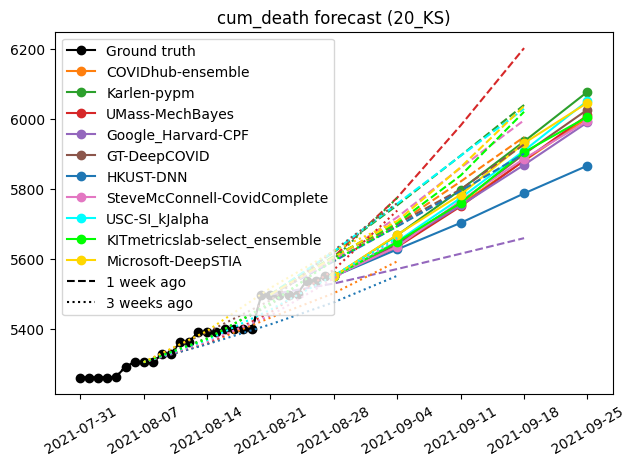 cum_death forecast (20_KS)
6200
6000
5800
5600
5400
Ground truth
COVIDhub-ensemble
Karlen-pypm
UMass-MechBayes
Google_Harvard-CPF
GT-DeepCOVID
HKUST-DNN
SteveMcConnell-CovidComplete
USC-SI_kJalpha
KITmetricslab-select_ensemble
Microsoft-DeepSTIA
1 week ago
3 weeks ago
2021-07-31
2021-08-07
2021-08-14
2021-08-21
2021-08-28
2021-09-04
2021-09-11
2021-09-18
2021-09-25